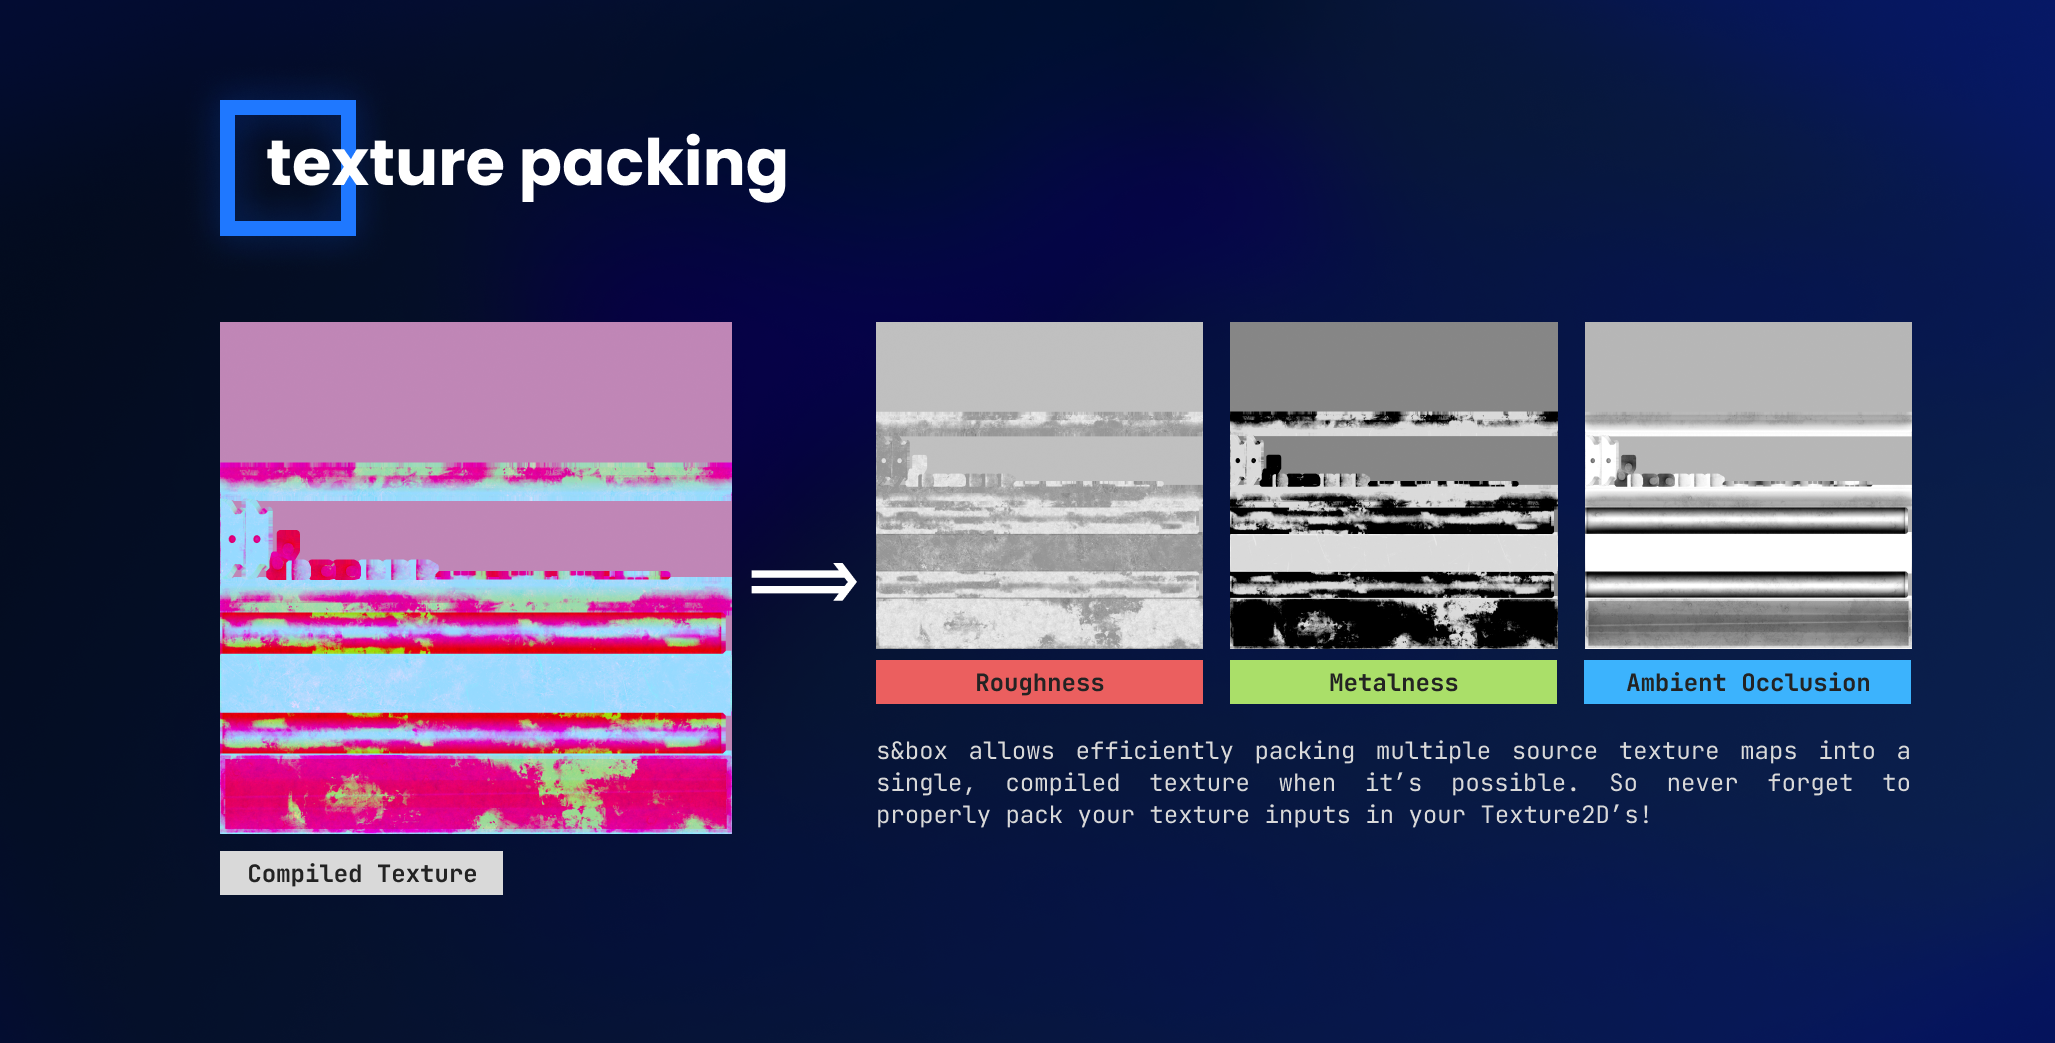 texture packing
Roughness
Metalness
Ambient Occlusion
s&box allows efficiently packing multiple source texture maps into a
single, compiled texture when it’s possible. So never forget to
properly pack your texture inputs in your Texture2D’s!
Compiled Texture